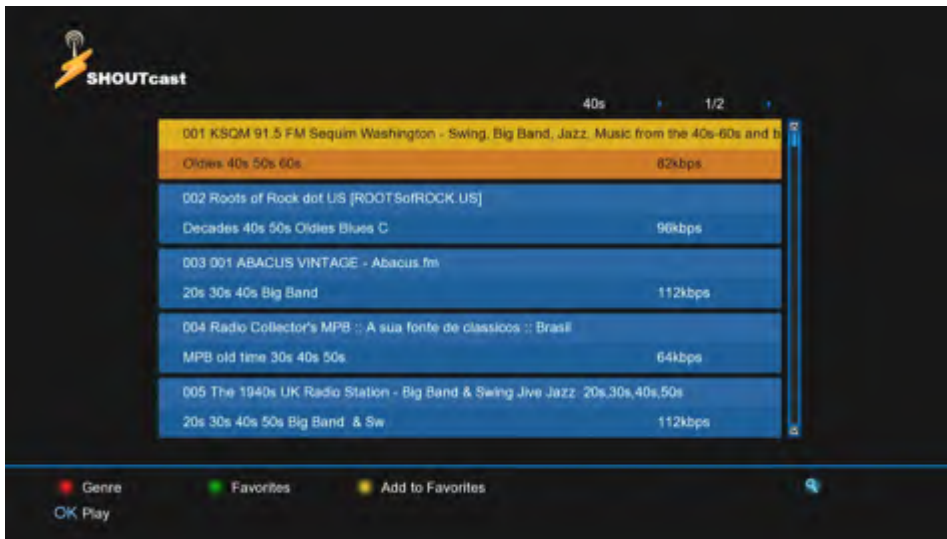 SHOUTcast
40s 1/2
001 KSQM 91.5 FM Sequim Washington - Swing, Big Band, Jazz, Music from the 40s-60s and b
Oldies 40s 50s 60s 82kbps
002 Roots of Rock dot US [ROOTSofROCK.US]
Decades 40s 50s Oldies Blues C 96kbps
003 001 ABACUS VINTAGE - Abacus.fm
20s 30s 40s Big Band 112kbps
004 Radio Collector's MPB :: A sua fonte de classicos :: Brasil
MPB old time 30s 40s 50s 64kbps
005 The 1940s UK Radio Station - Big Band & Swing Jive Jazz 20s,30s,40s,50s
20s 30s 40s 50s Big Band & Sw 112kbps
Genre Favorites Add to Favorites
OK Play